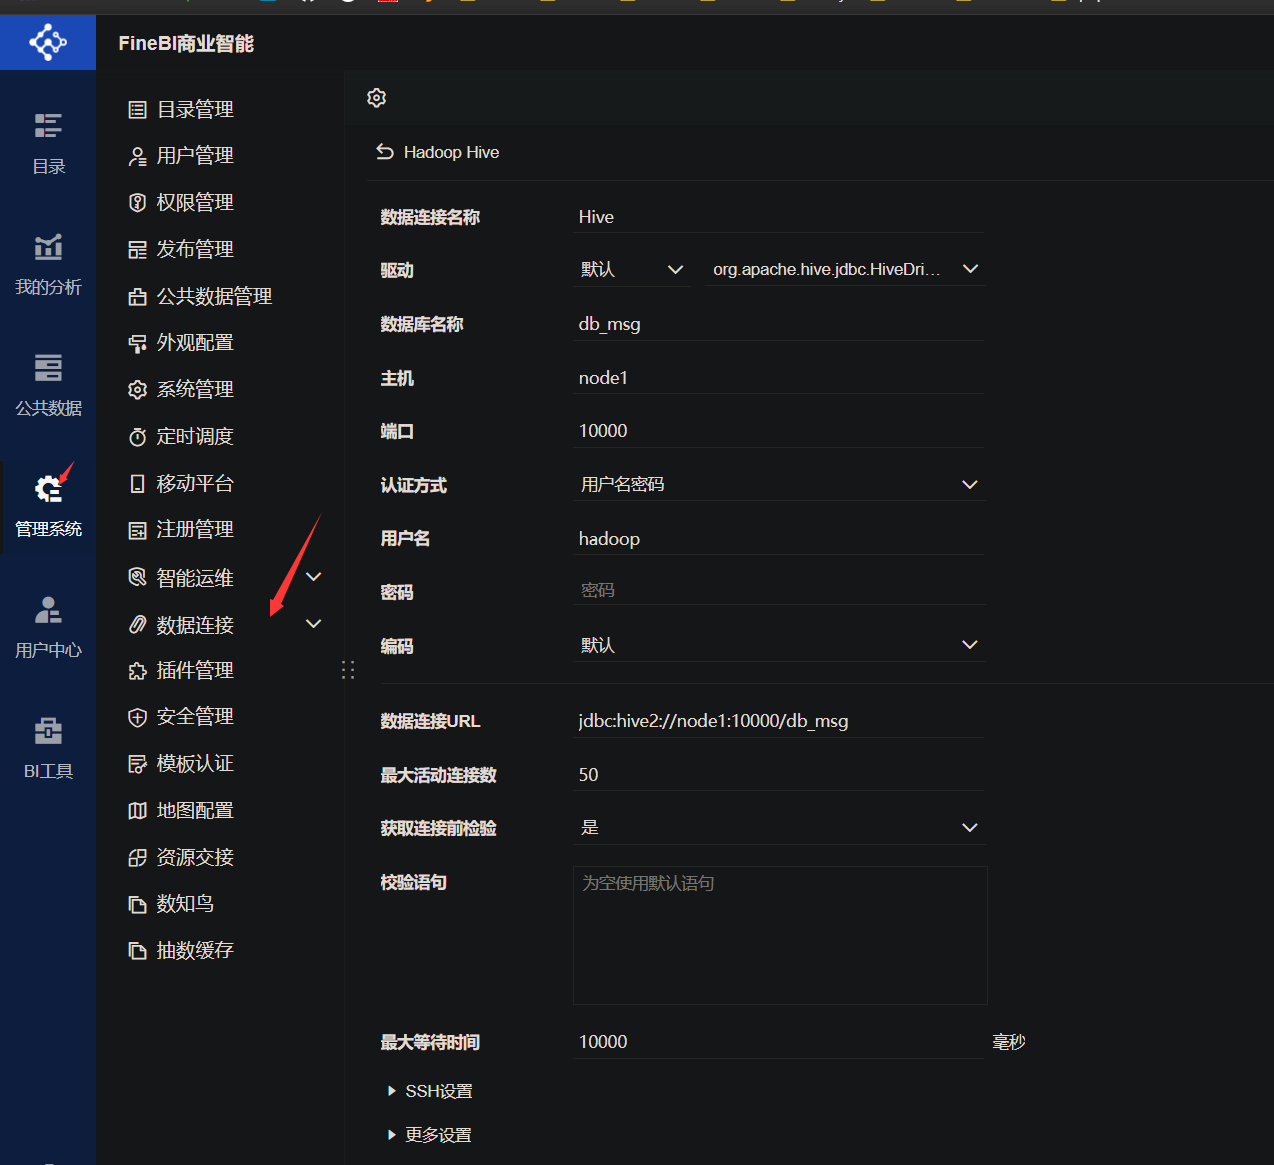 FineBI商业智能
目录
我的分析
公共数据
管理系统
用户中心
BI工具
目录管理
用户管理
权限管理
发布管理
公共数据管理
外观配置
系统管理
定时调度
移动平台
注册管理
智能运维
数据连接
插件管理
安全管理
模板认证
地图配置
资源交接
数知鸟
抽数缓存
Hadoop Hive
数据连接名称 Hive
驱动 默认 org.apache.hive.jdbc.HiveDri...
数据库名称 db_msg
主机 node1
端口 10000
认证方式 用户名密码
用户名 hadoop
密码 密码
编码 默认
数据连接URL jdbc:hive2://node1:10000/db_msg
最大活动连接数 50
获取连接前检验 是
校验语句 为空使用默认语句
最大等待时间 10000 毫秒
SSH设置
更多设置